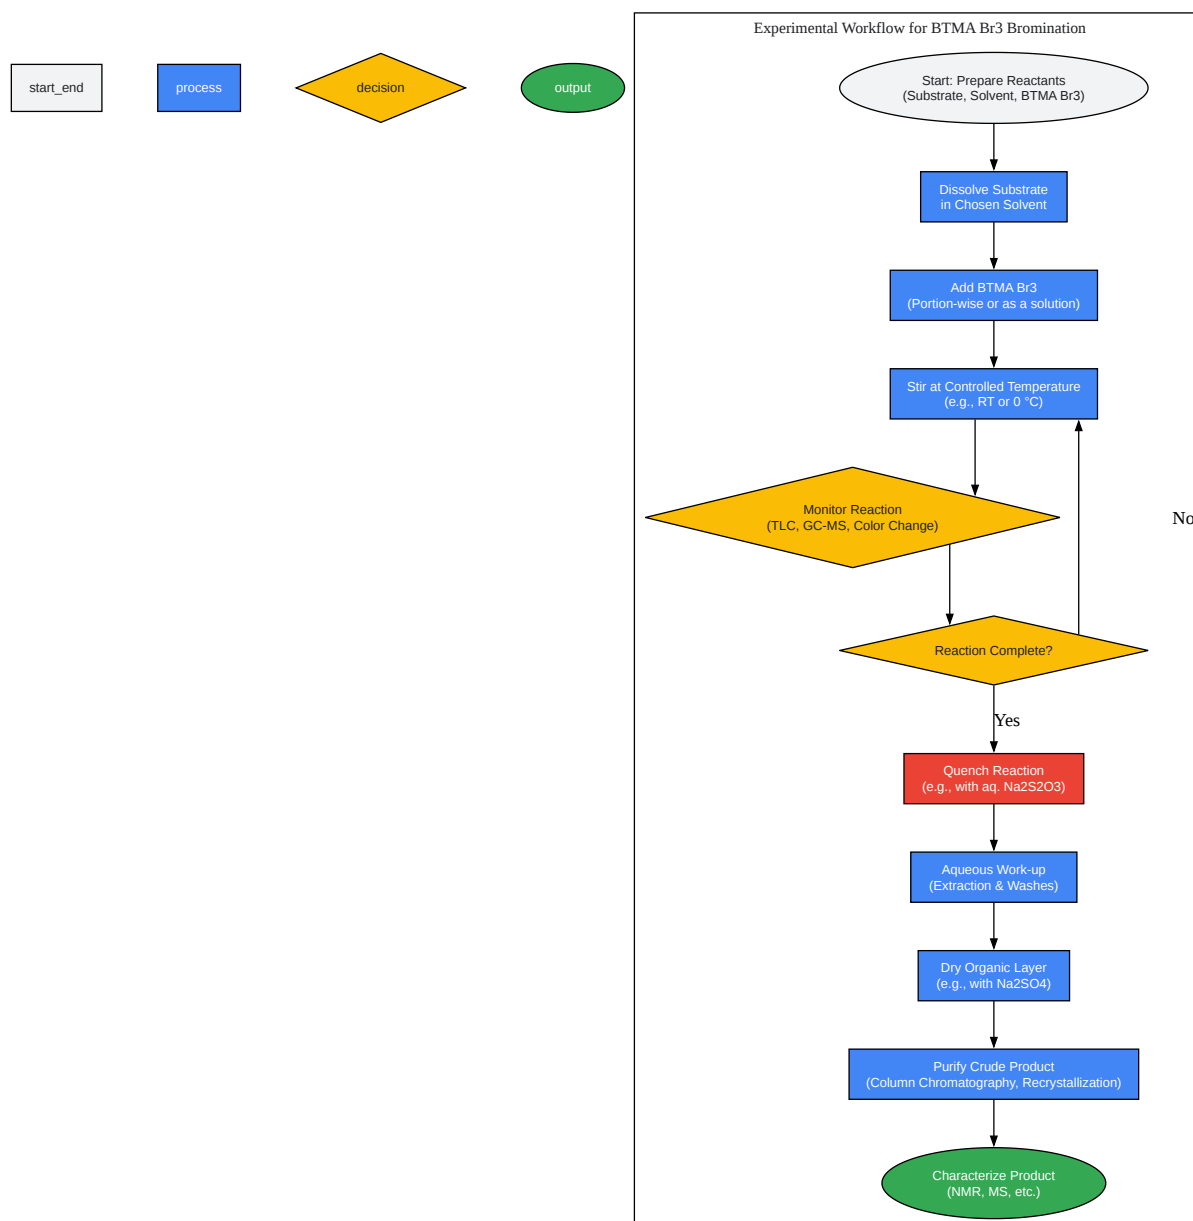 Experimental Workflow for BTMA Br3 Bromination
start_end
process
decision
output
Start: Prepare Reactants
(Substrate, Solvent, BTMA Br3)
Dissolve Substrate
in Chosen Solvent
Add BTMA Br3
(Portion-wise or as a solution)
Stir at Controlled Temperature
(e.g., RT or 0 °C)
Monitor Reaction
(TLC, GC-MS, Color Change)
No
Reaction Complete?
Yes
Quench Reaction
(e.g., with aq. Na2S2O3)
Aqueous Work-up
(Extraction & Washes)
Dry Organic Layer
(e.g., with Na2SO4)
Purify Crude Product
(Column Chromatography, Recrystallization)
Characterize Product
(NMR, MS, etc.)